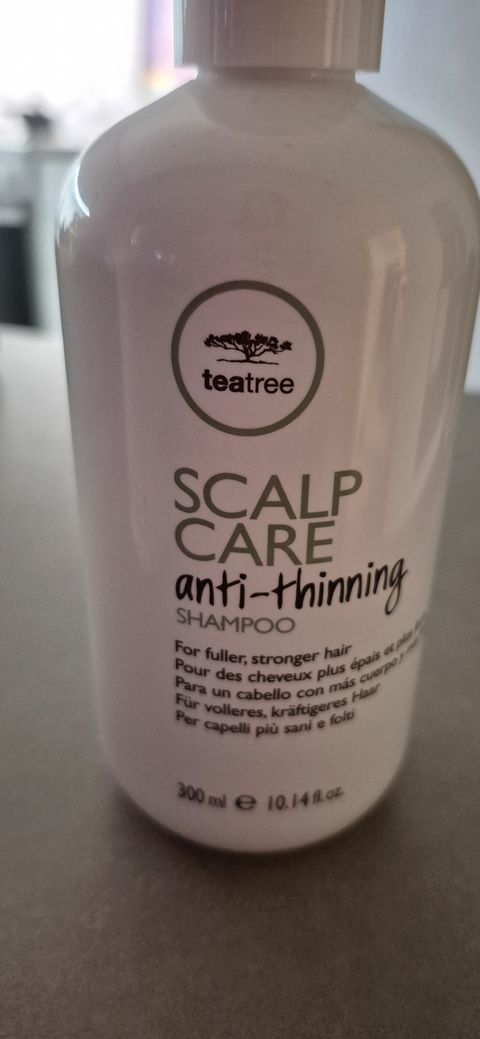 teatree
SCALP
CARE
anti-thinning
SHAMPOO
For fuller, stronger hair
Pour des cheveux plus épais et plus
Para un cabello con más cuerpo y
Für volleres, kräftigeres Haar
Per capelli più sani e folti
300 ml ℮ 10.14 fl. oz.